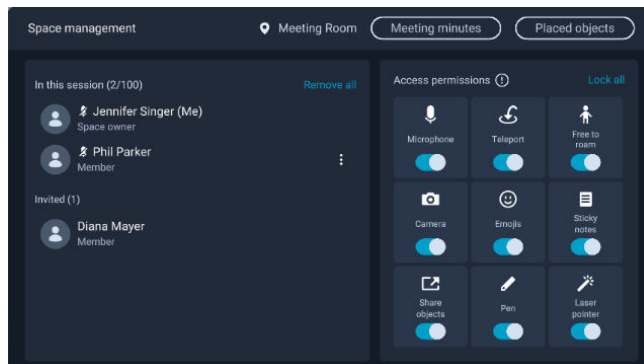 Space management
Meeting Room
Meeting minutes
Placed objects
In this session (2/100)
Remove all
Jennifer Singer (Me)
Space owner
Phil Parker
Member
Invited (1)
Diana Mayer
Member
Access permissions
Lock all
Microphone
Teleport
Free to
roam
Camera
Emojis
Sticky
notes
Share
objects
Pen
Laser
pointer